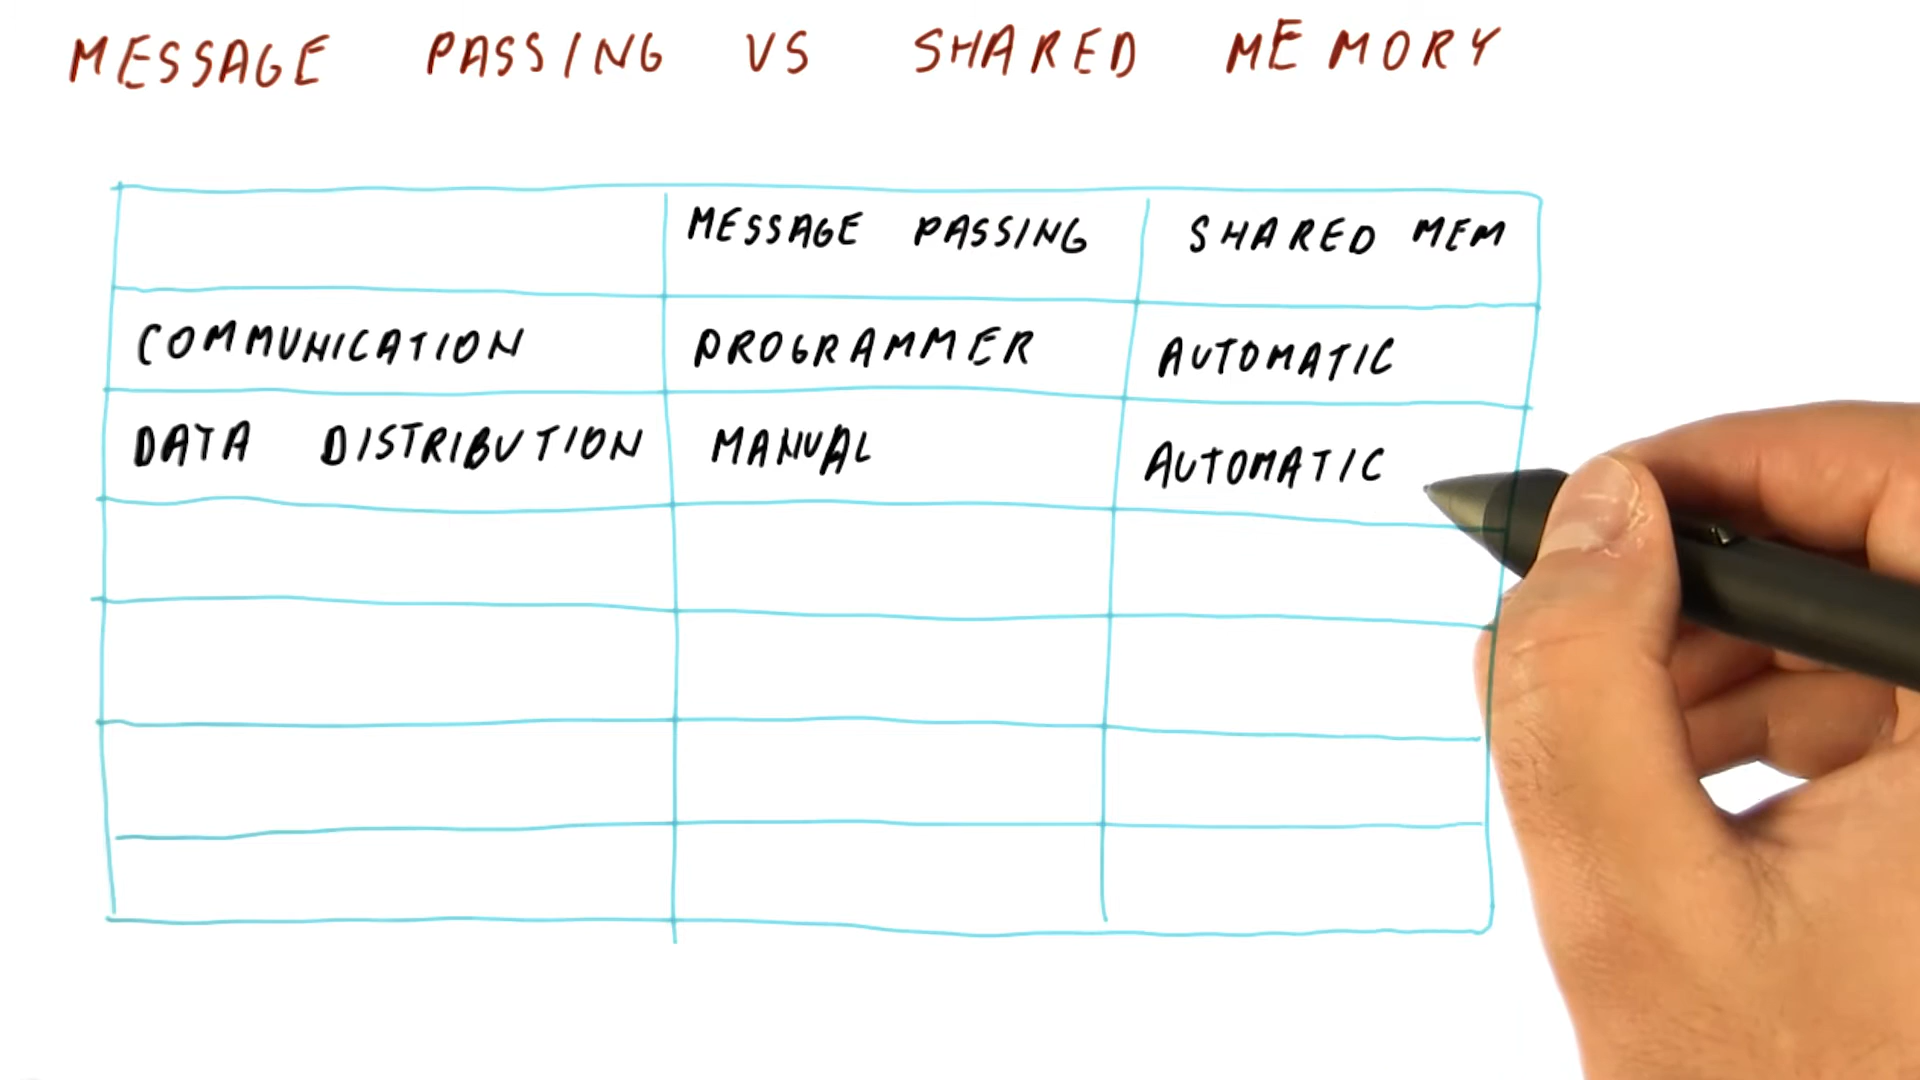 MESSAGE PASSING VS SHARED MEMORY
MESSAGE PASSING SHARED MEM
COMMUNICATION PROGRAMMER AUTOMATIC
DATA DISTRIBUTION MANUAL AUTOMATIC